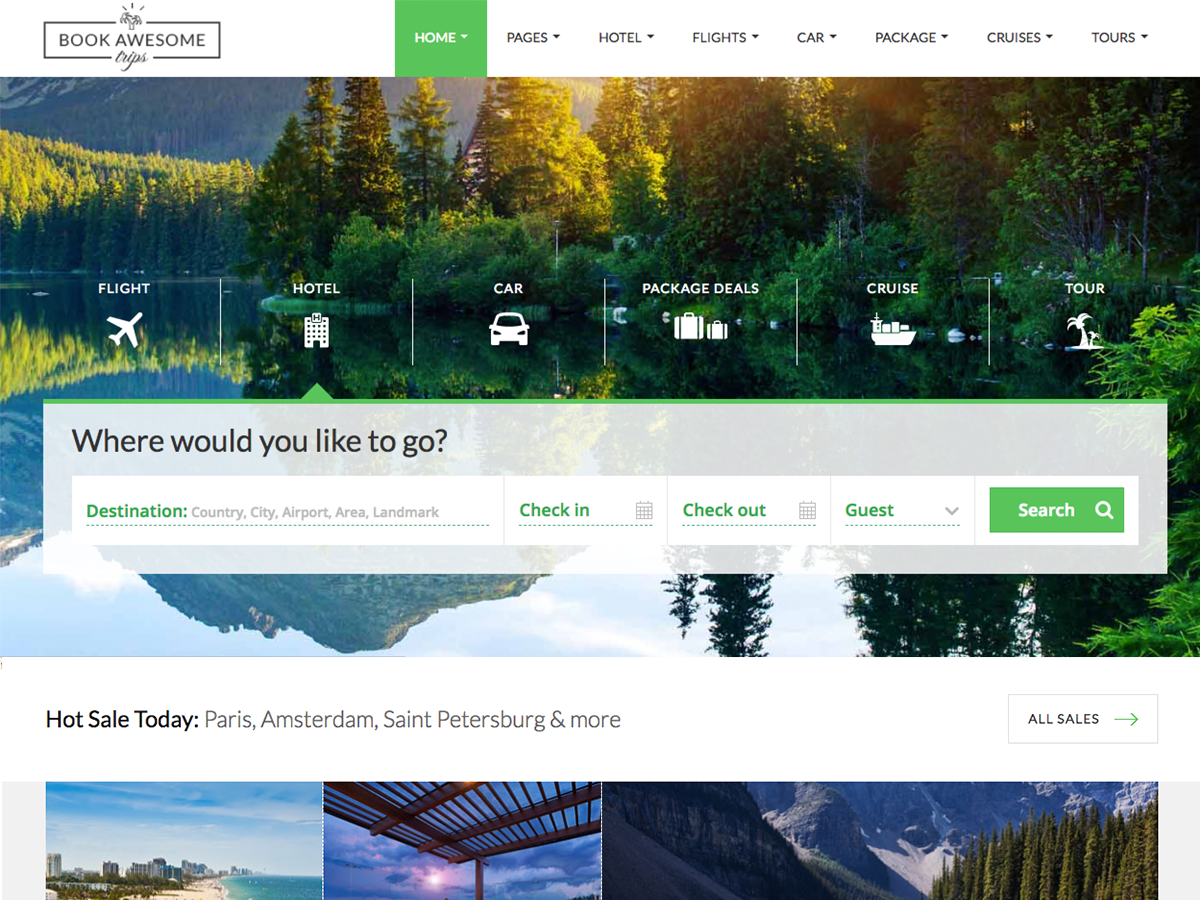 BOOK AWESOME
trips
HOME PAGES HOTEL FLIGHTS CAR PACKAGE CRUISES TOURS
FLIGHT HOTEL CAR PACKAGE DEALS CRUISE TOUR
Where would you like to go?
Destination: Country, City, Airport, Area, Landmark Check in Check out Guest Search
Hot Sale Today: Paris, Amsterdam, Saint Petersburg & more ALL SALES